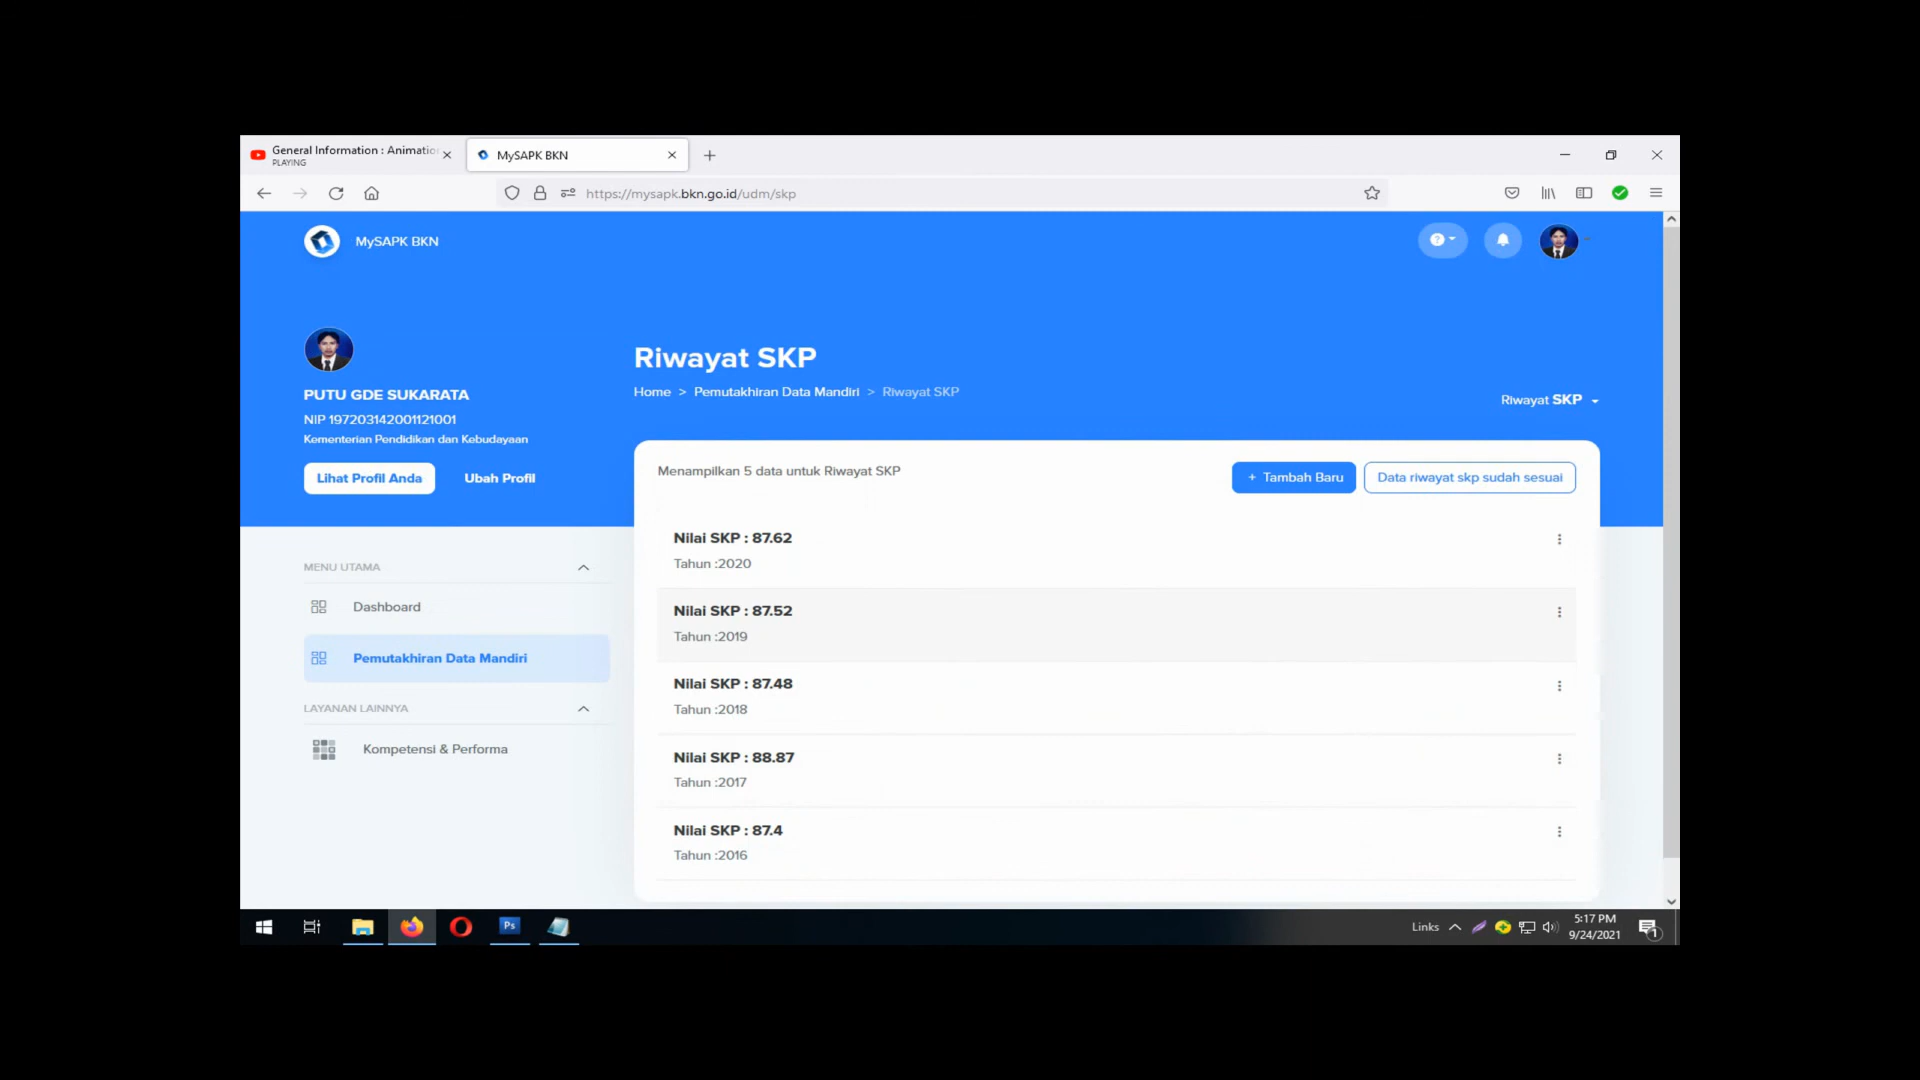 General Information : Animatio
PLAYING
MySAPK BKN
https://mysapk.bkn.go.id/udm/skp
MySAPK BKN
PUTU GDE SUKARATA
NIP 197203142001121001
Kementerian Pendidikan dan Kebudayaan
Lihat Profil Anda
Ubah Profil
Riwayat SKP
Home > Pemutakhiran Data Mandiri > Riwayat SKP
Riwayat SKP
MENU UTAMA
Dashboard
Pemutakhiran Data Mandiri
LAYANAN LAINNYA
Kompetensi & Performa
Menampilkan 5 data untuk Riwayat SKP
+ Tambah Baru
Data riwayat skp sudah sesuai
Nilai SKP : 87.62
Tahun :2020
Nilai SKP : 87.52
Tahun :2019
Nilai SKP : 87.48
Tahun :2018
Nilai SKP : 88.87
Tahun :2017
Nilai SKP : 87.4
Tahun :2016
Ps
Links
5:17 PM
9/24/2021
1